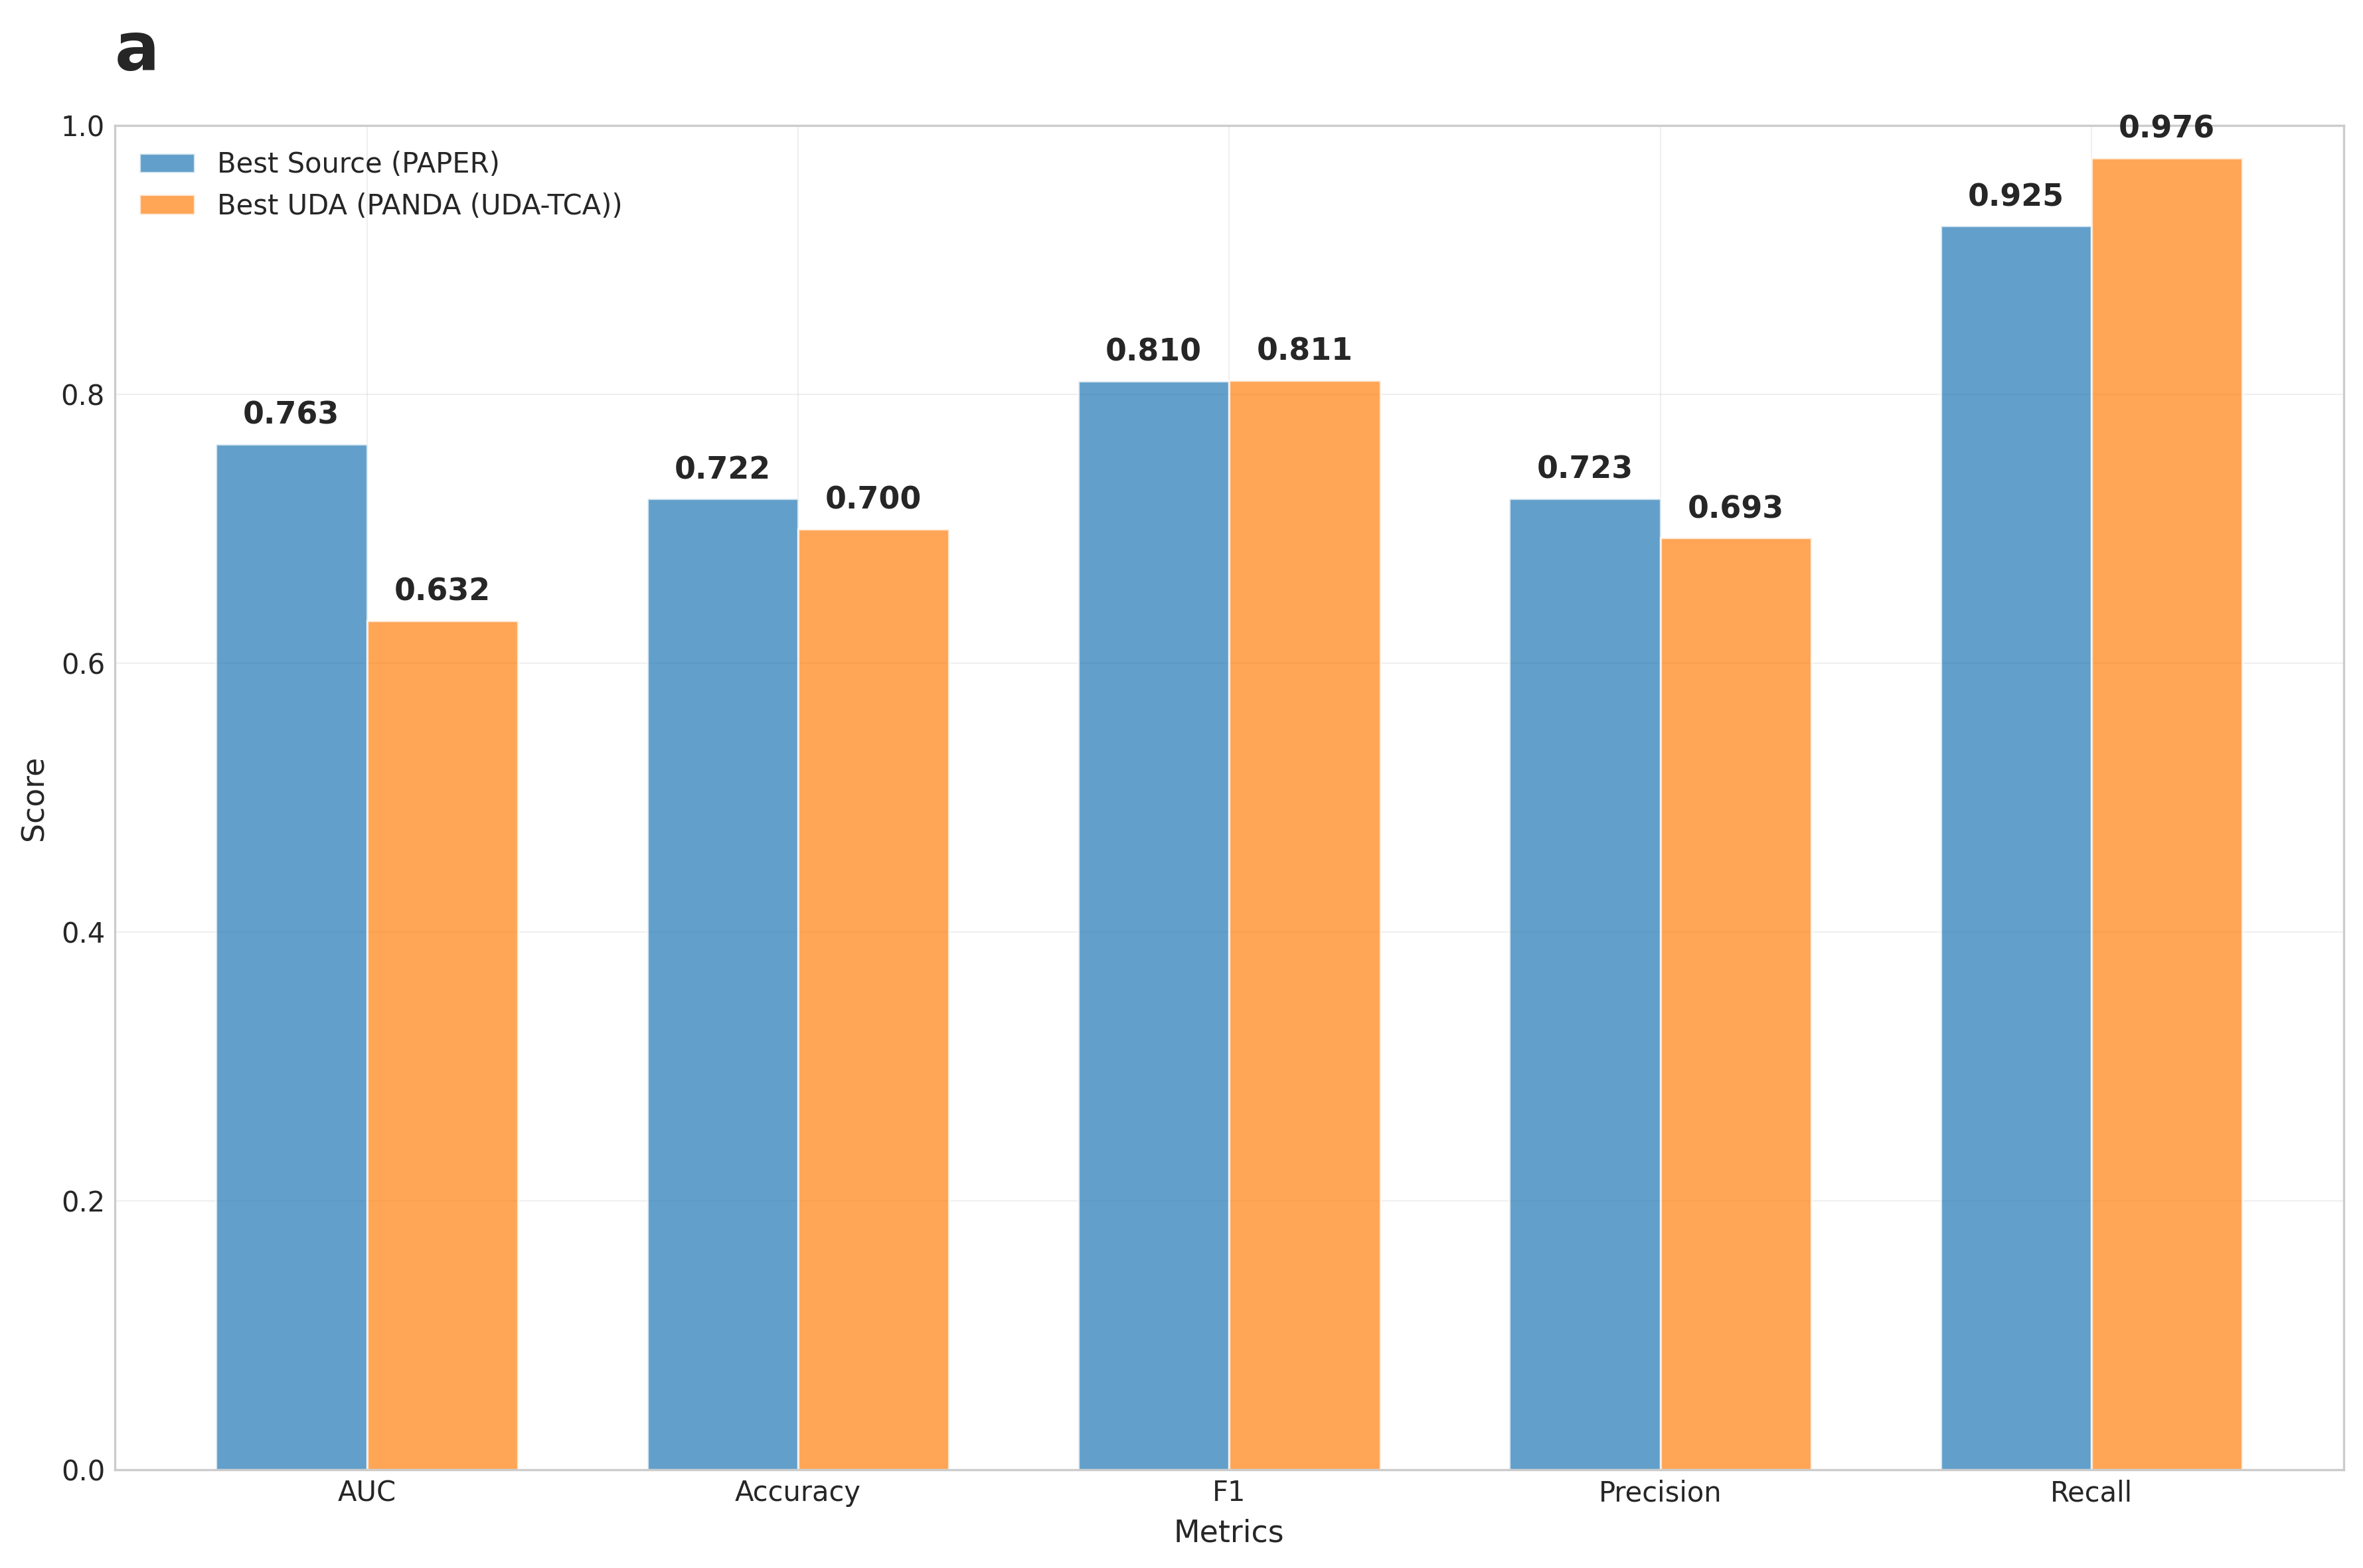 a
1.0
0.8
0.6
0.4
0.2
0.0
Score
Best Source (PAPER)
Best UDA (PANDA (UDA-TCA))
0.763
0.632
0.722
0.700
0.810
0.811
0.723
0.693
0.925
0.976
AUC
Accuracy
F1
Precision
Recall
Metrics